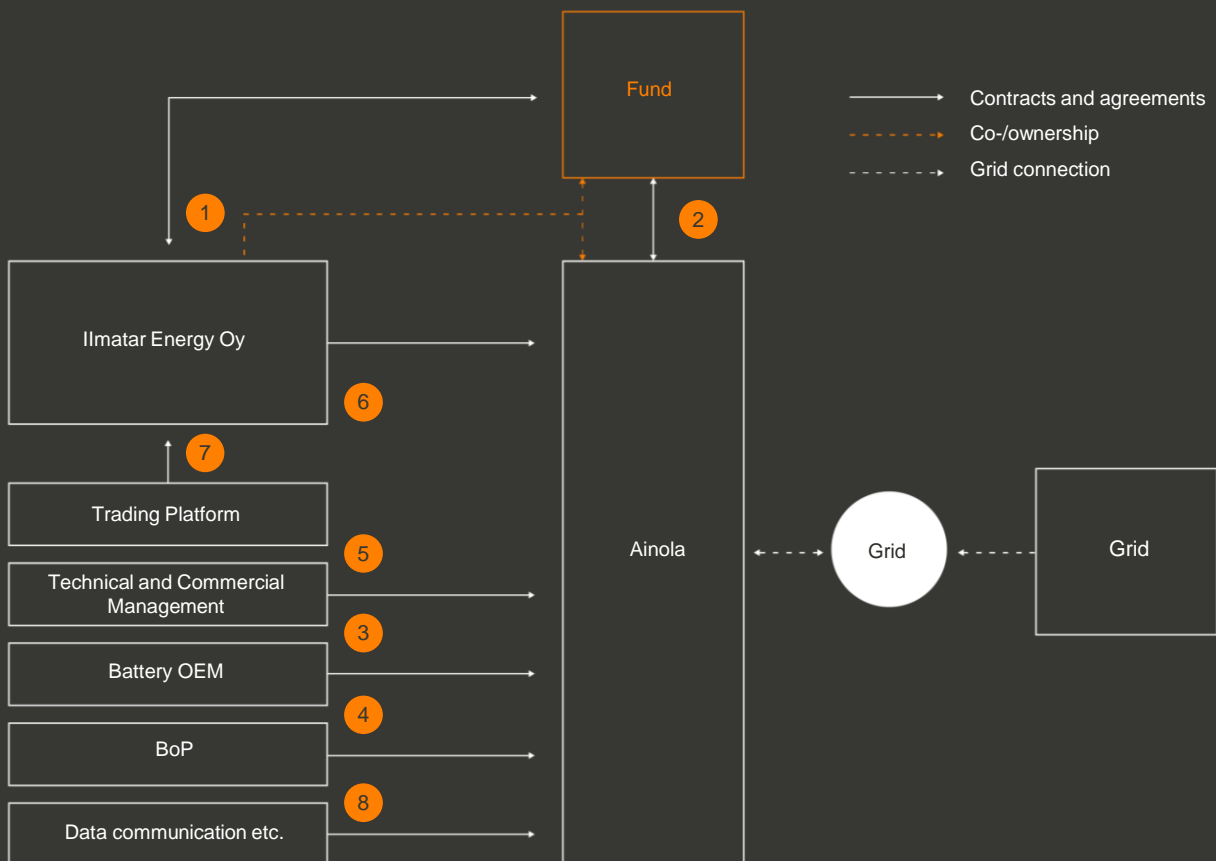 Fund
Contracts and agreements
Co-/ownership
Grid connection
1
2
Ilmatar Energy Oy
6
7
Trading Platform
5
Technical and Commercial
Management
Ainola
Grid
Grid
3
Battery OEM
4
BoP
8
Data communication etc.